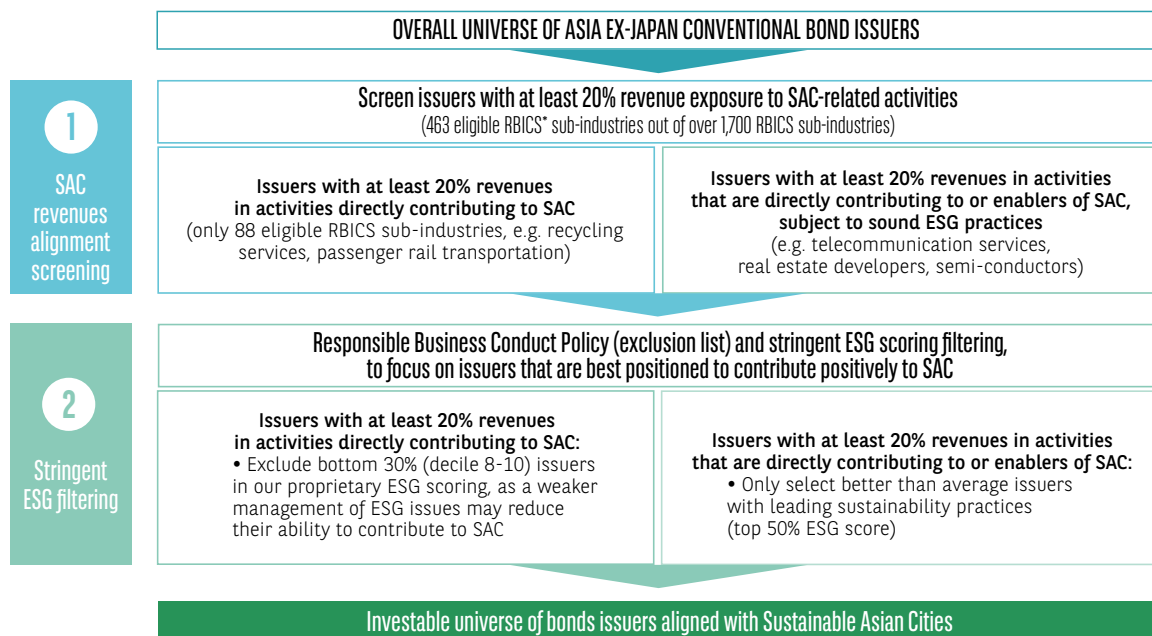 OVERALL UNIVERSE OF ASIA EX-JAPAN CONVENTIONAL BOND ISSUERS
1
SAC
revenues
alignment
screening
Screen issuers with at least 20% revenue exposure to SAC-related activities
(463 eligible RBICS* sub-industries out of over 1,700 RBICS sub-industries)
Issuers with at least 20% revenues
in activities directly contributing to SAC
(only 88 eligible RBICS sub-industries, e.g. recycling
services, passenger rail transportation)
Issuers with at least 20% revenues in activities
that are directly contributing to or enablers of SAC,
subject to sound ESG practices
(e.g. telecommunication services,
real estate developers, semi-conductors)
2
Stringent
ESG filtering
Responsible Business Conduct Policy (exclusion list) and stringent ESG scoring filtering,
to focus on issuers that are best positioned to contribute positively to SAC
Issuers with at least 20% revenues
in activities directly contributing to SAC:
• Exclude bottom 30% (decile 8-10) issuers
in our proprietary ESG scoring, as a weaker
management of ESG issues may reduce
their ability to contribute to SAC
Issuers with at least 20% revenues in activities
that are directly contributing to or enablers of SAC:
• Only select better than average issuers
with leading sustainability practices
(top 50% ESG score)
Investable universe of bonds issuers aligned with Sustainable Asian Cities